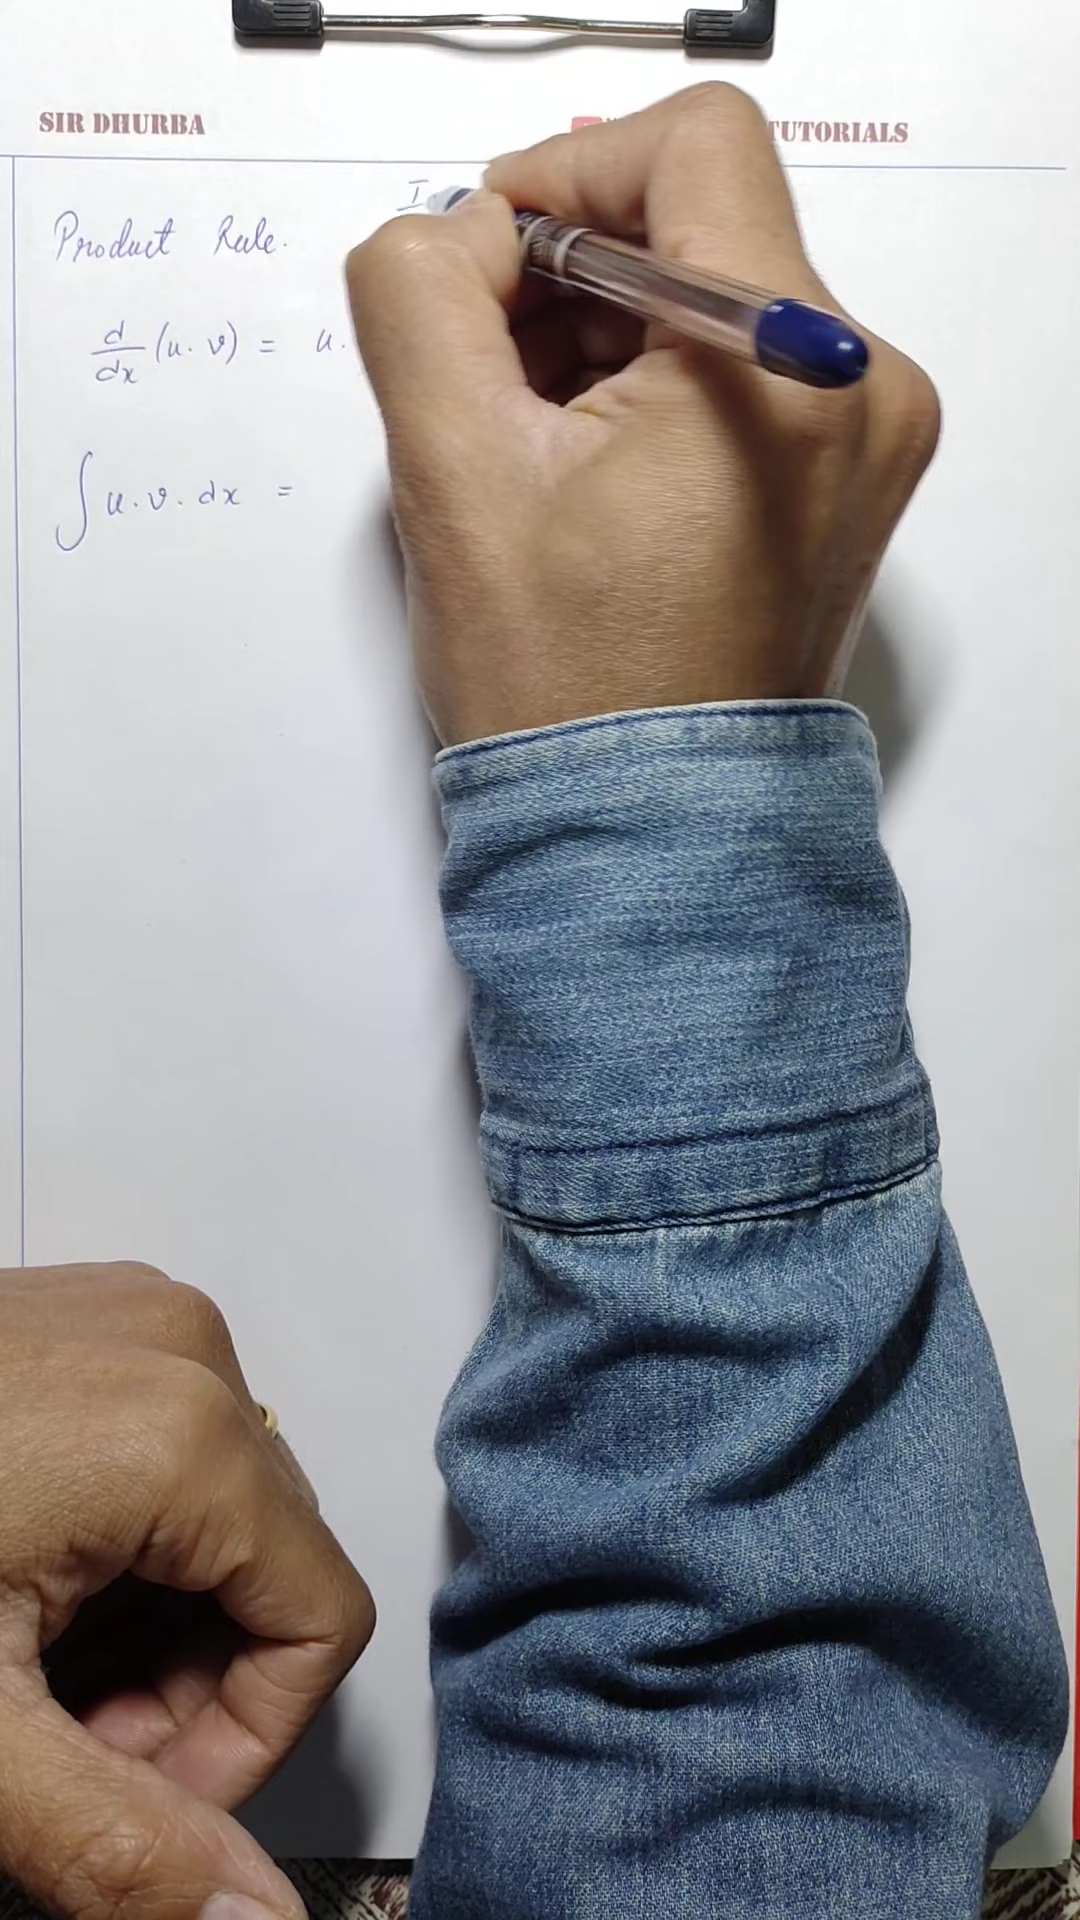 SIR DHURBA
TUTORIALS
I
Product Rule.
d/dx (u. v) = u.
∫ u. v. dx =